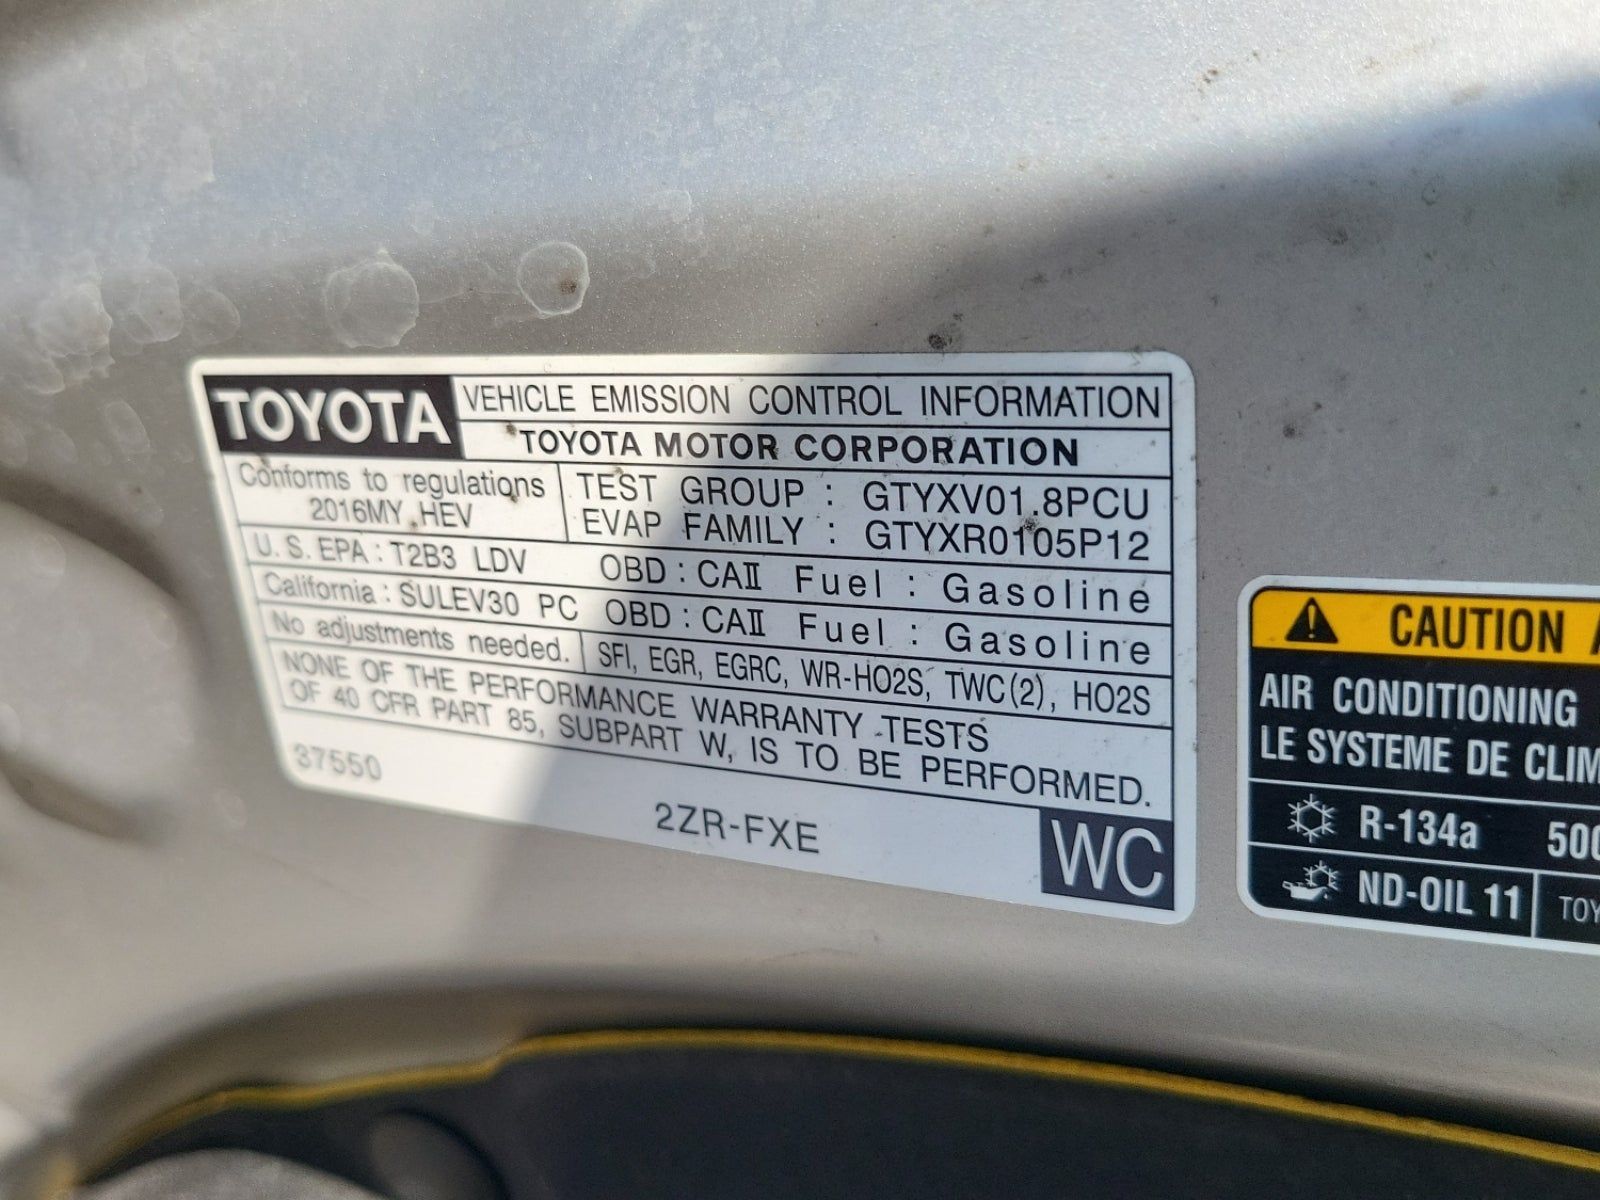 TOYOTA VEHICLE EMISSION CONTROL INFORMATION
TOYOTA MOTOR CORPORATION
Conforms to regulations
2016MY HEV
TEST GROUP : GTYXV01.8PCU
EVAP FAMILY : GTYXR0105P12
U.S. EPA : T2B3 LDV OBD : CAII Fuel : Gasoline
California : SULEV30 PC OBD : CAII Fuel : Gasoline
No adjustments needed. SFI, EGR, EGRC, WR-HO2S, TWC(2), HO2S
NONE OF THE PERFORMANCE WARRANTY TESTS
OF 40 CFR PART 85, SUBPART W, IS TO BE PERFORMED.
37550
2ZR-FXE
WC
CAUTION
AIR CONDITIONING
LE SYSTEME DE CLIM
R-134a 500
ND-OIL 11 TOY